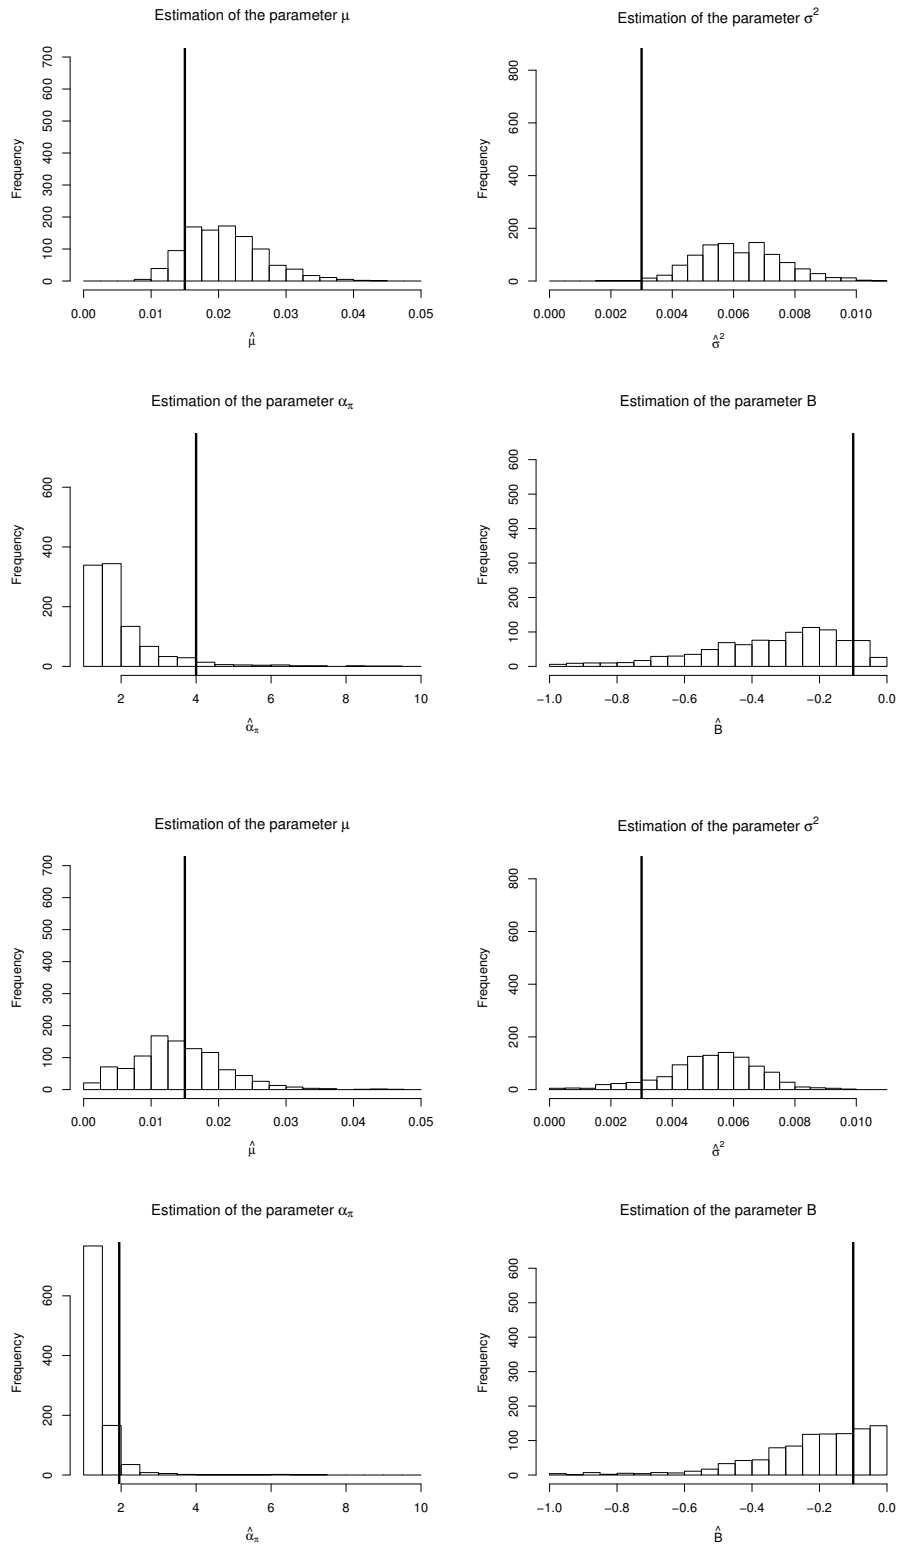 Estimation of the parameter μ
Frequency
0 100 200 300 400 500 600 700
0.00 0.01 0.02 0.03 0.04 0.05
μ̂
Estimation of the parameter σ²
Frequency
0 200 400 600 800
0.000 0.002 0.004 0.006 0.008 0.010
σ̂²
Estimation of the parameter απ
Frequency
0 200 400 600
2 4 6 8 10
α̂π
Estimation of the parameter B
Frequency
0 100 200 300 400 500 600
−1.0 −0.8 −0.6 −0.4 −0.2 0.0
B̂
Estimation of the parameter μ
Frequency
0 100 200 300 400 500 600 700
0.00 0.01 0.02 0.03 0.04 0.05
μ̂
Estimation of the parameter σ²
Frequency
0 200 400 600 800
0.000 0.002 0.004 0.006 0.008 0.010
σ̂²
Estimation of the parameter απ
Frequency
0 200 400 600
2 4 6 8 10
α̂π
Estimation of the parameter B
Frequency
0 100 200 300 400 500 600
−1.0 −0.8 −0.6 −0.4 −0.2 0.0
B̂